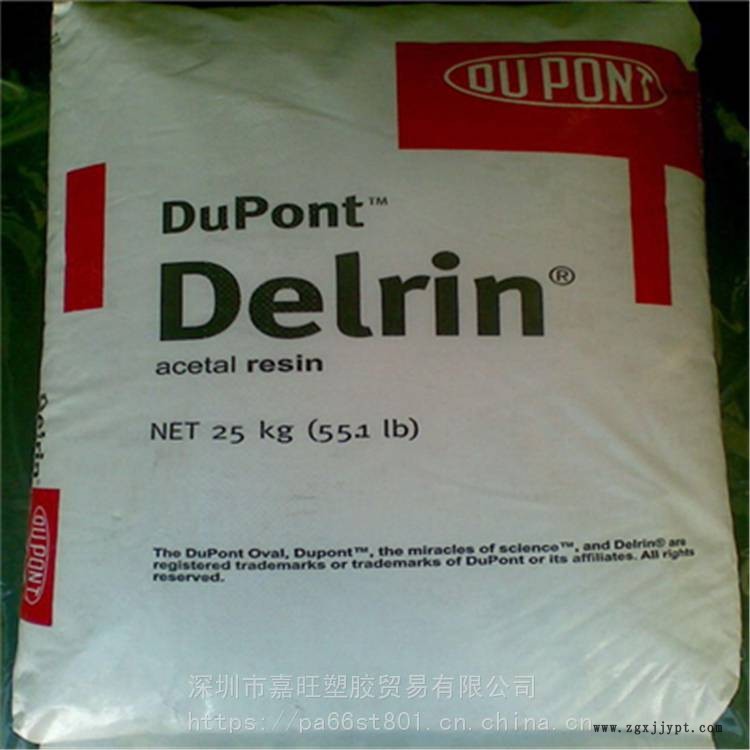 DU PONT
DuPont™
Delrin®
acetal resin
NET 25 kg (55.1 lb)
Delrin®
DU PONT
The DuPont Oval, Dupont™, the miracles of science™, and Delrin® are
registered trademarks or trademarks of DuPont or its affiliates. All rights
reserved.
深圳市嘉旺塑胶贸易有限公司
https://pa66st801.cn.china.cn
www.zgxjjypt.com